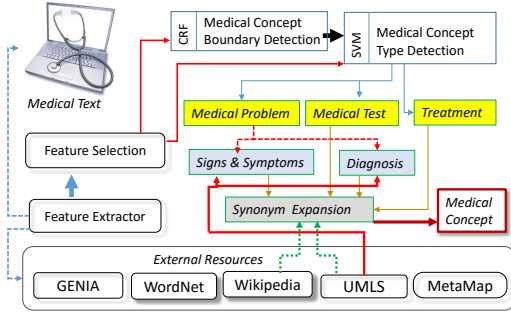 CRF
Medical Concept
Boundary Detection
SVM
Medical Concept
Type Detection
Medical Text
Medical Problem
Medical Test
Treatment
Feature Selection
Signs & Symptoms
Diagnosis
Feature Extractor
Synonym Expansion
Medical
Concept
External Resources
GENIA
WordNet
Wikipedia
UMLS
MetaMap